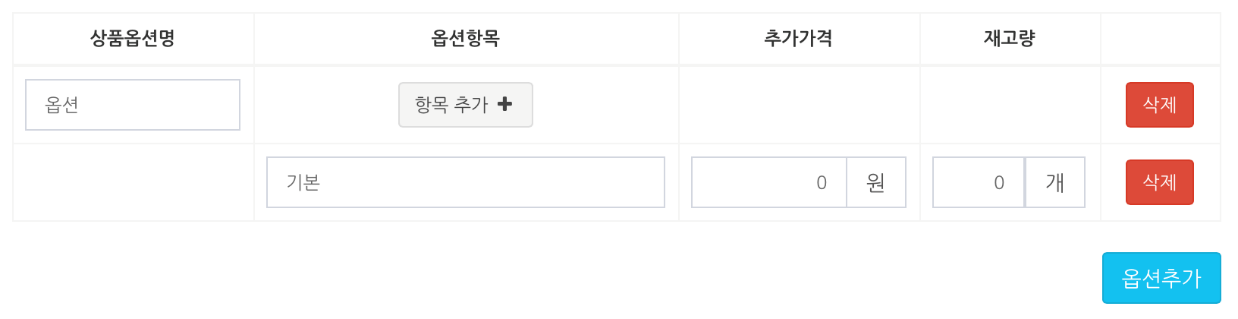 상품옵션명 옵션항목 추가가격 재고량
옵션 항목 추가 삭제
기본 0 원 0 개 삭제
옵션추가